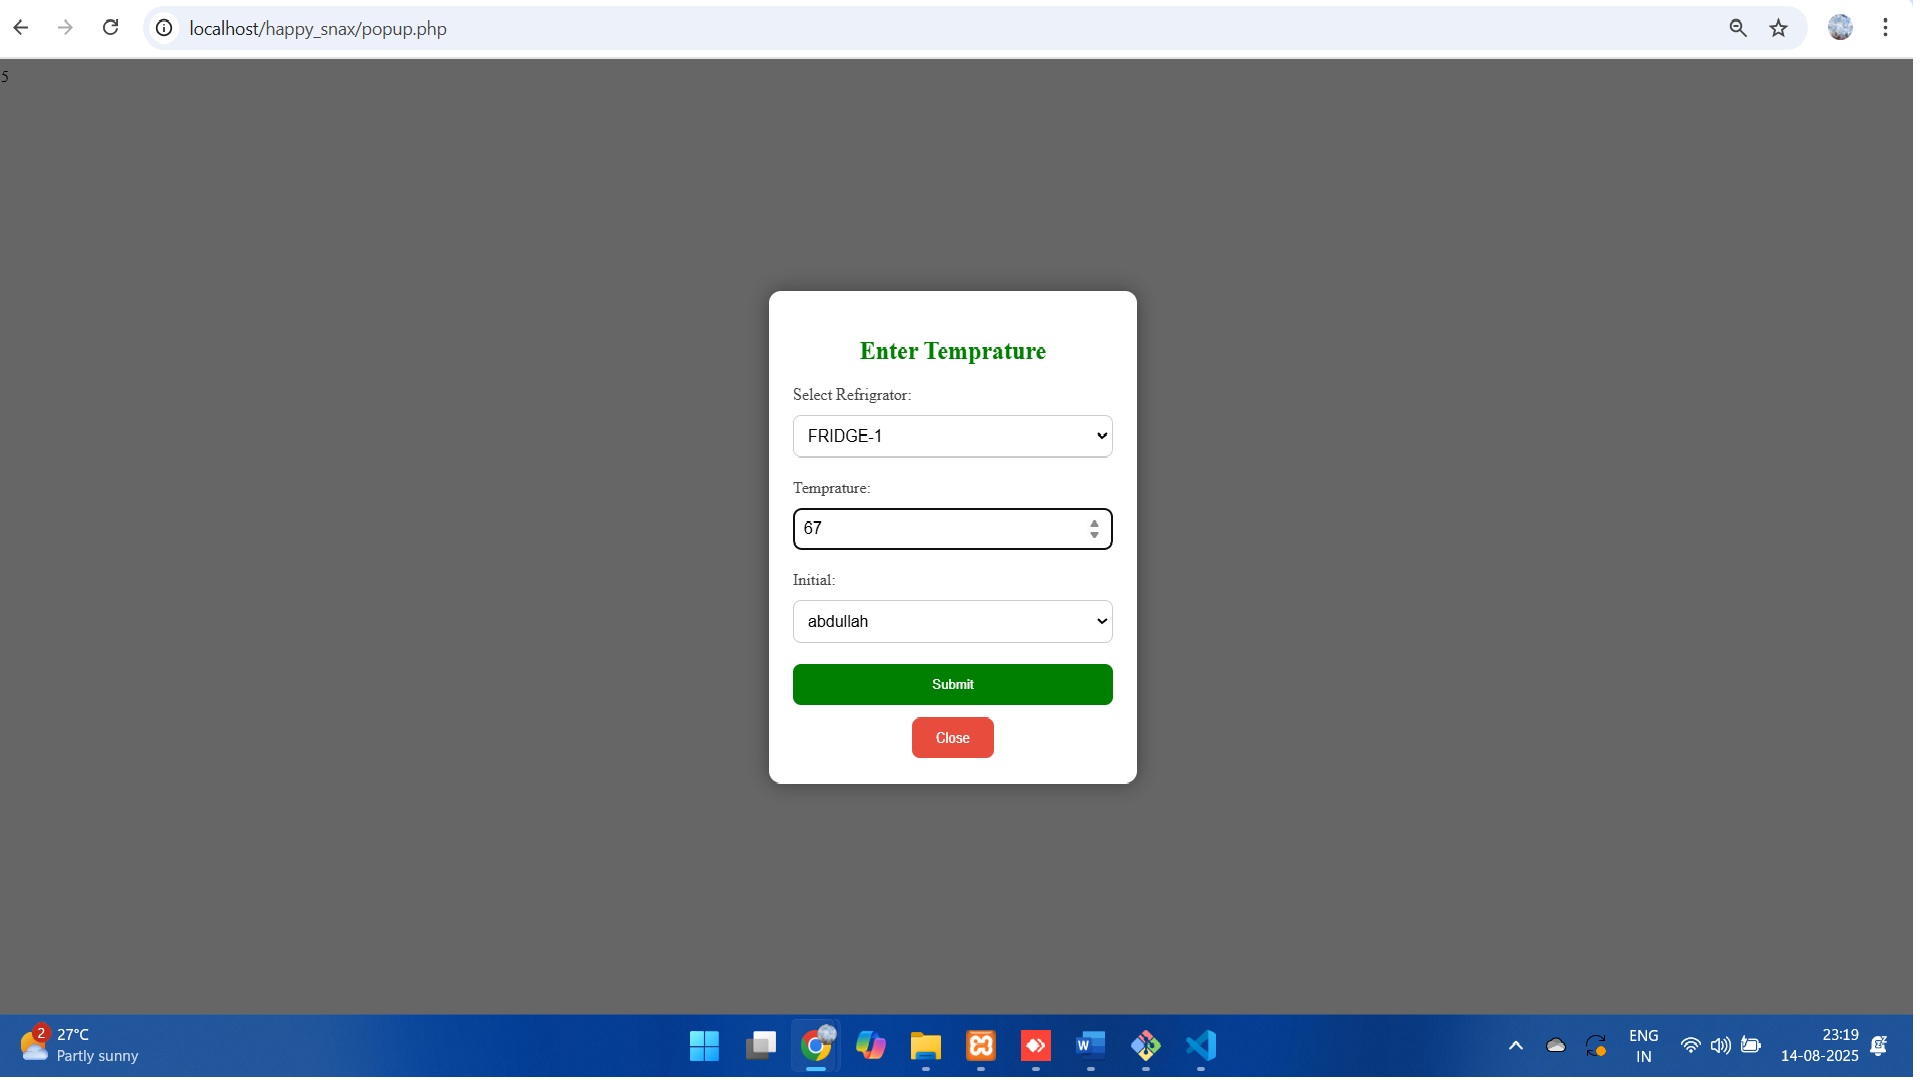 localhost/happy_snax/popup.php
5
Enter Temprature
Select Refrigrator:
FRIDGE-1
Temprature:
67
Initial:
abdullah
Submit
Close
2
27°C
Partly sunny
ENG
IN
23:19
14-08-2025